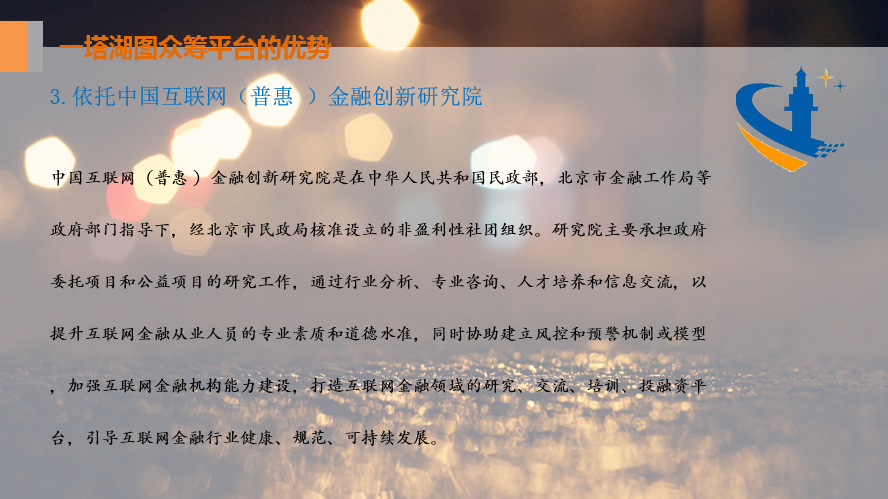 一塔湖图众筹平台的优势
3.依托中国互联网（普惠 ）金融创新研究院
中国互联网（普惠 ）金融创新研究院是在中华人民共和国民政部，北京市金融工作局等
政府部门指导下，经北京市民政局核准设立的非盈利性社团组织。研究院主要承担政府
委托项目和公益项目的研究工作，通过行业分析、专业咨询、人才培养和信息交流，以
提升互联网金融从业人员的专业素质和道德水准，同时协助建立风控和预警机制或模型
，加强互联网金融机构能力建设，打造互联网金融领域的研究、交流、培训、投融资平
台，引导互联网金融行业健康、规范、可持续发展。